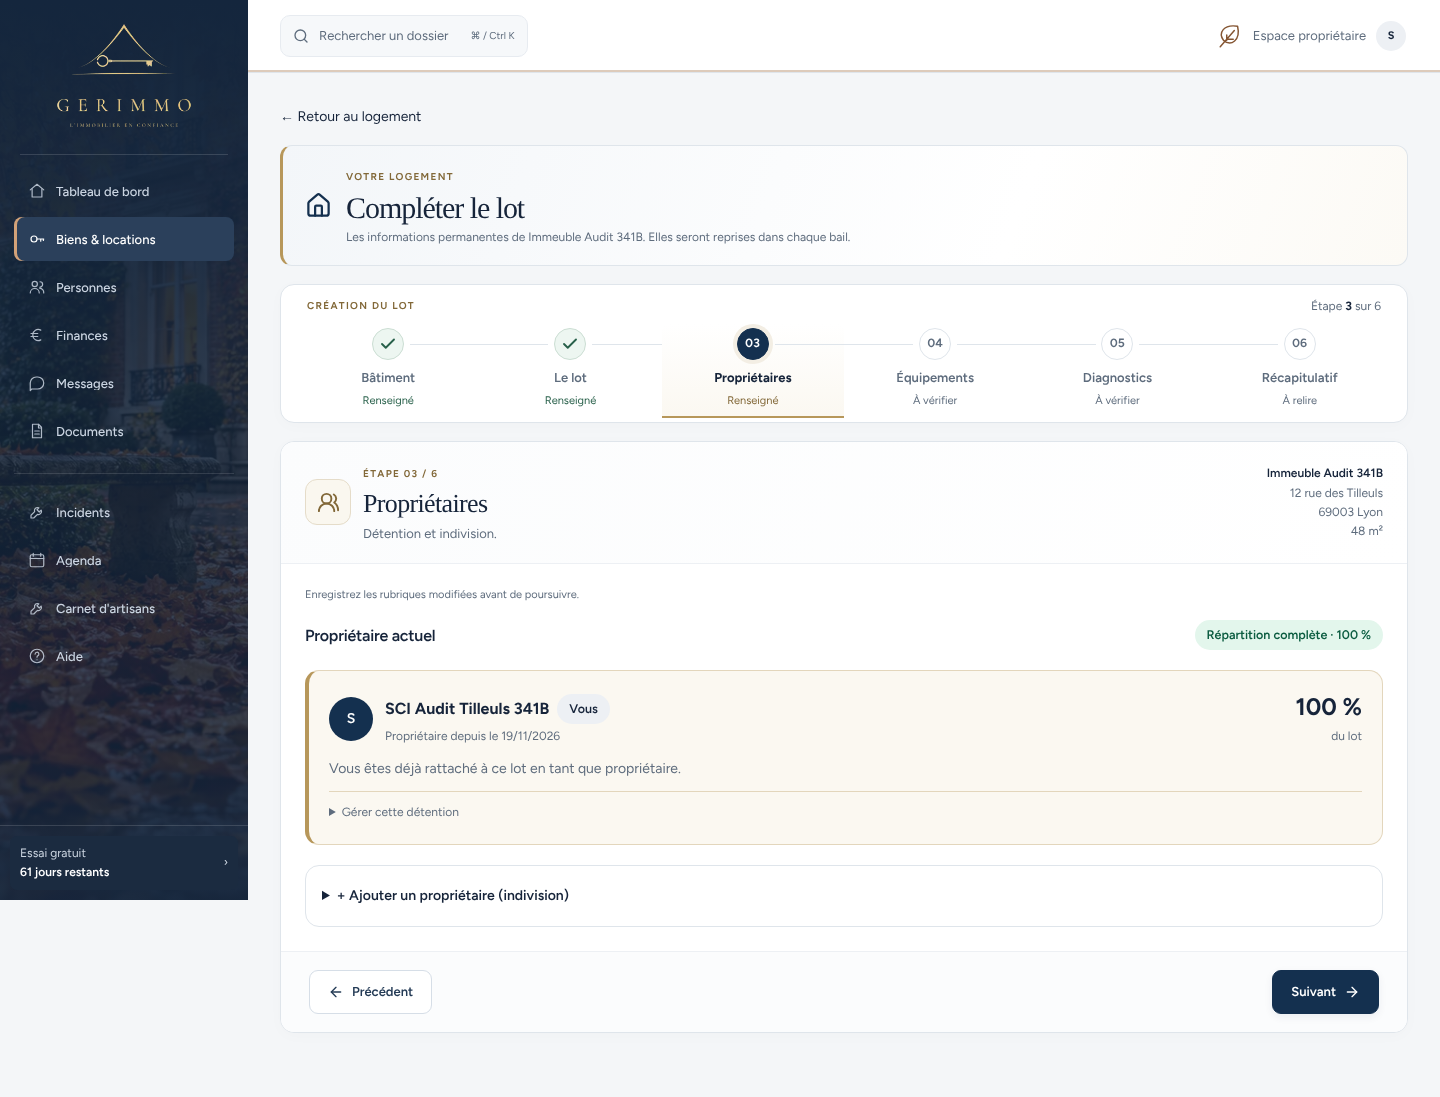 GERIMMO
L'IMMOBILIER EN CONFIANCE
Tableau de bord
Biens & locations
Personnes
Finances
Messages
Documents
Incidents
Agenda
Carnet d'artisans
Aide
Essai gratuit
61 jours restants
›
Rechercher un dossier
⌘ / Ctrl K
Espace propriétaire
S
← Retour au logement
VOTRE LOGEMENT
Compléter le lot
Les informations permanentes de Immeuble Audit 341B. Elles seront reprises dans chaque bail.
CRÉATION DU LOT
Étape 3 sur 6
Bâtiment
Renseigné
Le lot
Renseigné
03
Propriétaires
Renseigné
04
Équipements
À vérifier
05
Diagnostics
À vérifier
06
Récapitulatif
À relire
ÉTAPE 03 / 6
Propriétaires
Détention et indivision.
Immeuble Audit 341B
12 rue des Tilleuls
69003 Lyon
48 m²
Enregistrez les rubriques modifiées avant de poursuivre.
Propriétaire actuel
Répartition complète · 100 %
S
SCI Audit Tilleuls 341B
Vous
Propriétaire depuis le 19/11/2026
100 %
du lot
Vous êtes déjà rattaché à ce lot en tant que propriétaire.
▶ Gérer cette détention
▶ + Ajouter un propriétaire (indivision)
← Précédent
Suivant →